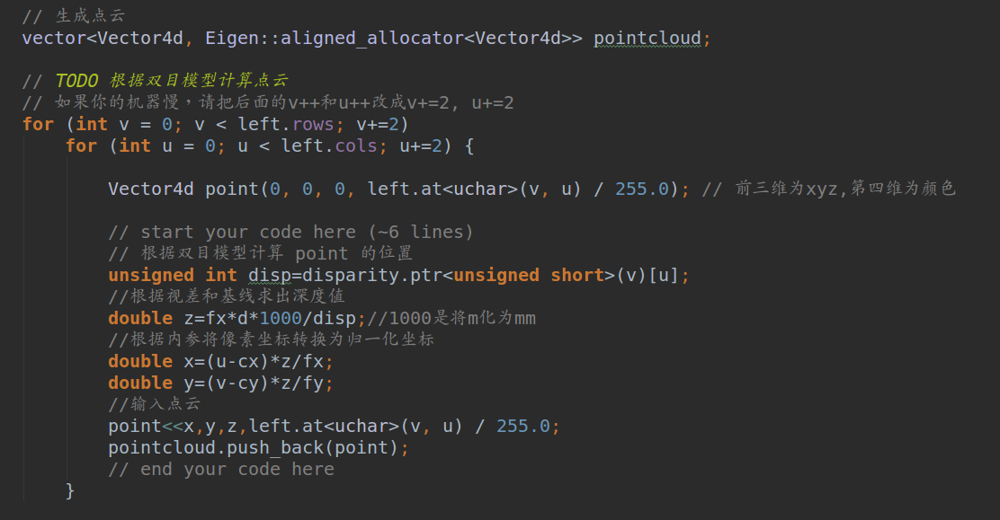 // 生成点云
vector<Vector4d, Eigen::aligned_allocator<Vector4d>> pointcloud;
// TODO 根据双目模型计算点云
// 如果你的机器慢，请把后面的v++和u++改成v+=2, u+=2
for (int v = 0; v < left.rows; v+=2)
for (int u = 0; u < left.cols; u+=2) {
Vector4d point(0, 0, 0, left.at<uchar>(v, u) / 255.0); // 前三维为xyz,第四维为颜色
// start your code here (~6 lines)
// 根据双目模型计算 point 的位置
unsigned int disp=disparity.ptr<unsigned short>(v)[u];
//根据视差和基线求出深度值
double z=fx*d*1000/disp;//1000是将m化为mm
//根据内参将像素坐标转换为归一化坐标
double x=(u-cx)*z/fx;
double y=(v-cy)*z/fy;
//输入点云
point<<x,y,z,left.at<uchar>(v, u) / 255.0;
pointcloud.push_back(point);
// end your code here
}